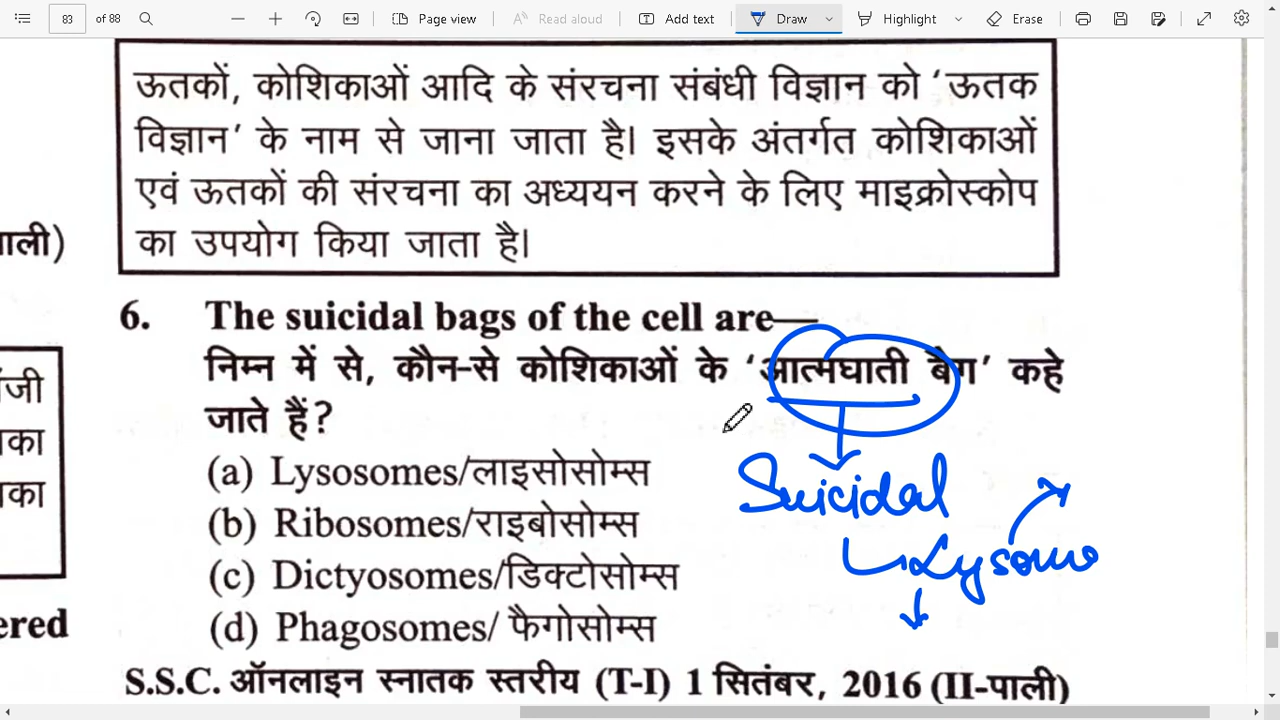 83 of 88 Page view Read aloud Add text Draw Highlight Erase
ऊतकों, कोशिकाओं आदि के संरचना संबंधी विज्ञान को ‘ऊतक
विज्ञान’ के नाम से जाना जाता है। इसके अंतर्गत कोशिकाओं
एवं ऊतकों की संरचना का अध्ययन करने के लिए माइक्रोस्कोप
का उपयोग किया जाता है।
पाली)
6. The suicidal bags of the cell are—
निम्न में से, कौन-से कोशिकाओं के ‘आत्मघाती बैग’ कहे
जाते हैं?
(a) Lysosomes/लाइसोसोम्स
(b) Ribosomes/राइबोसोम्स
(c) Dictyosomes/डिक्टोसोम्स
(d) Phagosomes/ फैगोसोम्स
Suicidal
Lysome
ered
S.S.C. ऑनलाइन स्नातक स्तरीय (T-I) 1 सितंबर, 2016 (II-पाली)